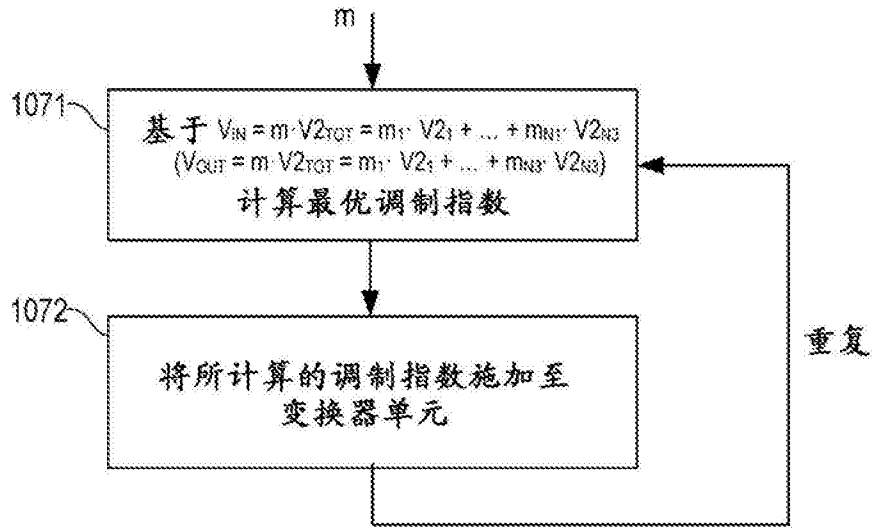 m
1071
基于 VIN = m·V2TOT = m1·V21 + ... + mN1·V2N3
(VOUT = m·V2TOT = m1·V21 + ... + mN3·V2N3)
计算最优调制指数
1072
将所计算的调制指数施加至
变换器单元
重复